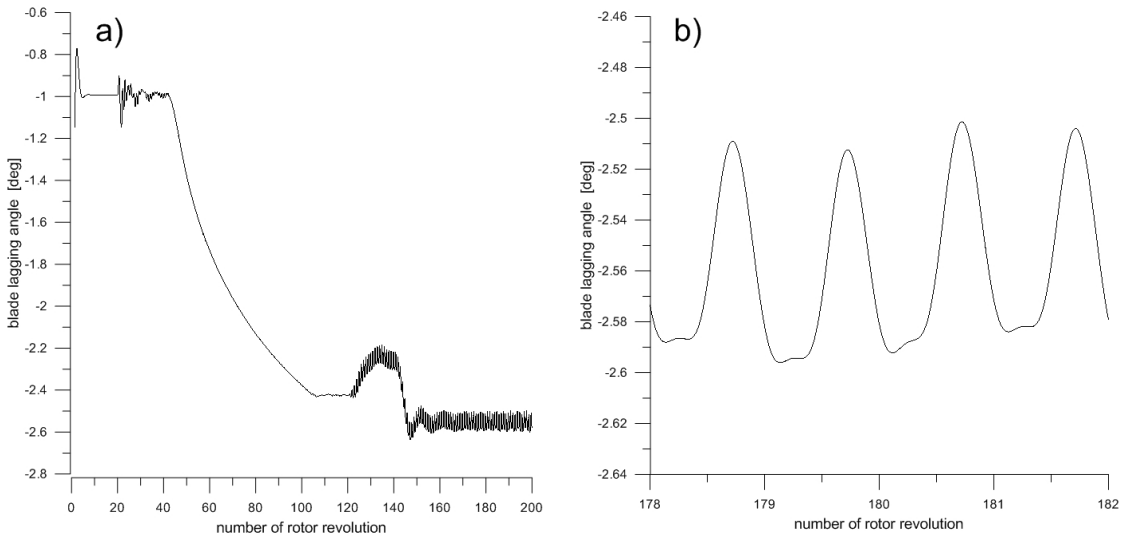 a)
-0.6
-0.8
-1
-1.2
-1.4
-1.6
-1.8
-2
-2.2
-2.4
-2.6
-2.8
blade lagging angle [deg]
0 20 40 60 80 100 120 140 160 180 200
number of rotor revolution
b)
-2.46
-2.48
-2.5
-2.52
-2.54
-2.56
-2.58
-2.6
-2.62
-2.64
blade lagging angle [deg]
178 179 180 181 182
number of rotor revolution